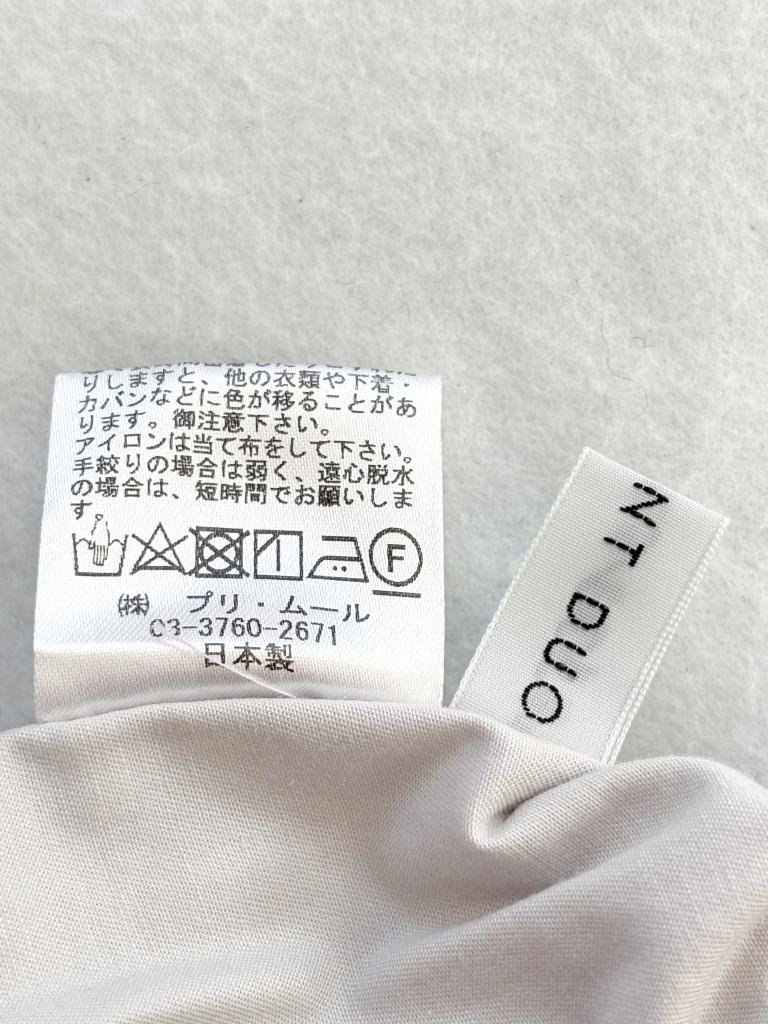 りしますと、他の衣類や下着・
カバンなどに色が移ることがあ
ります。御注意下さい。
アイロンは当て布をして下さい。
手絞りの場合は弱く、遠心脱水
の場合は、短時間でお願いしま
す。
F
㈱ プリ・ムール
03-3760-2671
日本製
NT DUO